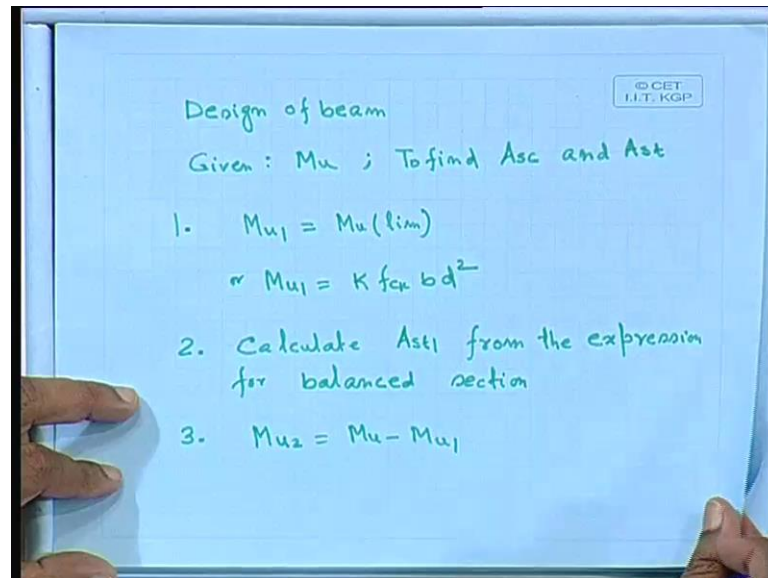 © CET
I.I.T. KGP
Design of beam
Given : Mu ; To find Asc and Ast
1. Mu1 = Mu (lim)
or Mu1 = K fck bd²
2. Calculate Ast1 from the expression
for balanced section
3. Mu2 = Mu - Mu1